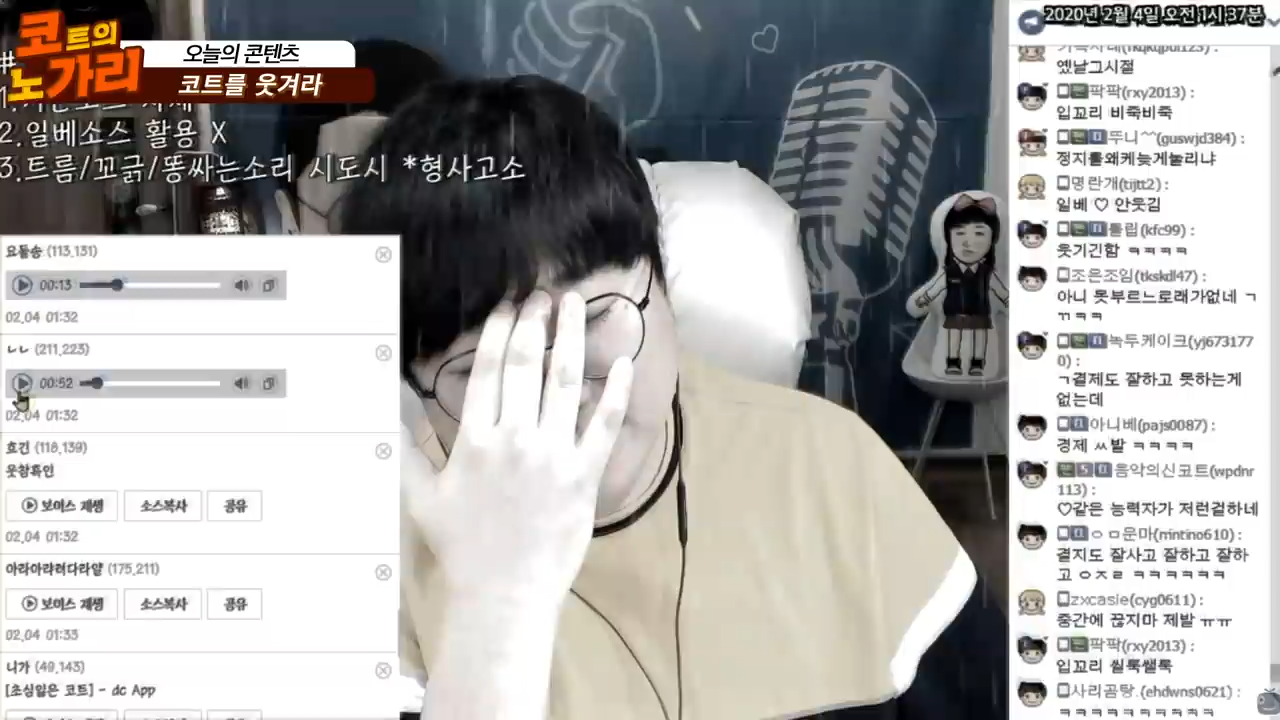 코트의
노가리
오늘의 콘텐츠
코트를 웃겨라
#
2.일베소스 활용 X
3.트름/꼬긁/똥싸는소리 시도시 *형사고소
요들송 (113,131)
00:13
02.04 01:32
ㄴㄴ (211,223)
00:52
02.04 01:32
효긴 (118,139)
웃참흑인
보이스 재생 소스복사 공유
02.04 01:32
아라아랴려다라얄 (175,211)
보이스 재생 소스복사 공유
02.04 01:33
니가 (49,143)
[초심잃은 코트] - dc App
2020년 2월 4일 오전 1시 37분
옜날그시절
팍팍(rxy2013) :
입꼬리 비죽비죽
뚜니^^(guswjd384) :
정지를왜케늦게눌리냐
명란개(tijtt2) :
일베 ♡ 안웃김
튤립(kfc99) :
웃기긴함 ㅋㅋㅋㅋ
조은조임(tkskdl47) :
아니 못부르느로래가없네 ㄱ
ㄲㅋㅋ
녹두케이크(yj673177
0) :
ㄱ결제도 잘하고 못하는게
없는데
아니베(pajs0087) :
경제 ㅆ발 ㅋㅋㅋㅋ
음악의신코트(wpdnr
113) :
♡같은 능력자가 저런걸하네
ㅇㅁ문마(mintino610) :
결지도 잘사고 잘하고 잘하
고 ㅇㅈㄹ ㅋㅋㅋㅋㅋㅋ
zxcasie(cyg0611) :
중간에 끊지마 제발 ㅠㅠ
팍팍(rxy2013) :
입꼬리 씰룩쌜룩
사리곰탕.(ehdwns0621) :
ㅋㅋㅋㅋㅋㅋㅋㅋㅋㅋ